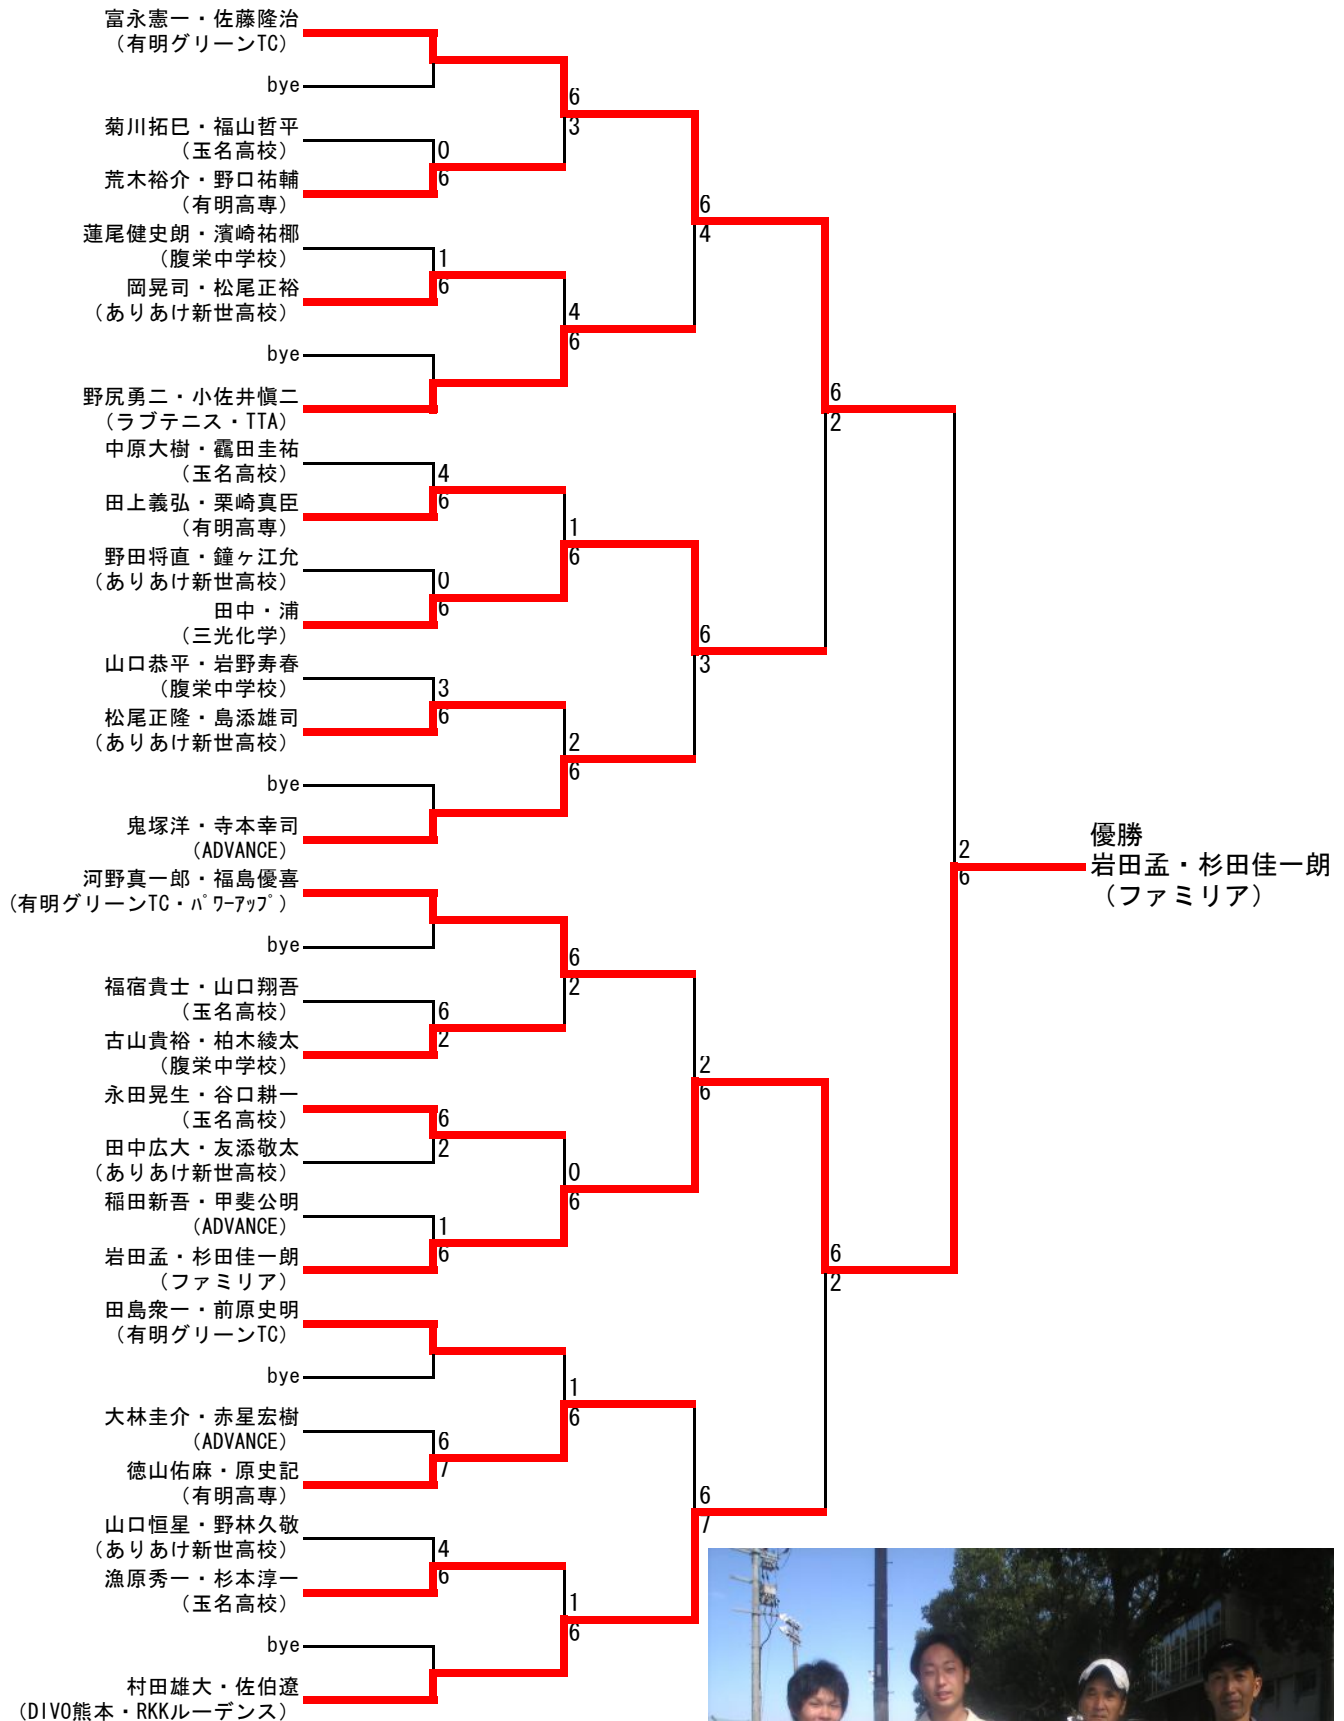 富永憲一・佐藤隆治
（有明グリーンTC）
bye
6
3
菊川拓巳・福山哲平
（玉名高校）
0
6
荒木裕介・野口祐輔
（有明高専）
6
4
蓮尾健史朗・濱崎祐椰
（腹栄中学校）
1
6
岡晃司・松尾正裕
（ありあけ新世高校）
4
6
bye
野尻勇二・小佐井愼二
（ラブテニス・TTA）
6
2
中原大樹・靍田圭祐
（玉名高校）
4
6
田上義弘・栗崎真臣
（有明高専）
1
6
野田将直・鐘ヶ江允
（ありあけ新世高校）
0
6
田中・浦
（三光化学）
6
3
山口恭平・岩野寿春
（腹栄中学校）
3
6
松尾正隆・島添雄司
（ありあけ新世高校）
2
6
bye
鬼塚洋・寺本幸司
（ADVANCE）
2
6
優勝
岩田孟・杉田佳一朗
（ファミリア）
河野真一郎・福島優喜
（有明グリーンTC・ﾊﾟﾜｰｱｯﾌﾟ）
bye
6
2
福宿貴士・山口翔吾
（玉名高校）
6
2
古山貴裕・柏木綾太
（腹栄中学校）
2
6
永田晃生・谷口耕一
（玉名高校）
6
2
田中広大・友添敬太
（ありあけ新世高校）
0
6
稲田新吾・甲斐公明
（ADVANCE）
1
6
岩田孟・杉田佳一朗
（ファミリア）
6
2
田島衆一・前原史明
（有明グリーンTC）
bye
1
6
大林圭介・赤星宏樹
（ADVANCE）
6
7
徳山佑麻・原史記
（有明高専）
6
7
山口恒星・野林久敬
（ありあけ新世高校）
4
6
漁原秀一・杉本淳一
（玉名高校）
1
6
bye
村田雄大・佐伯遼
（DIVO熊本・RKKルーデンス）